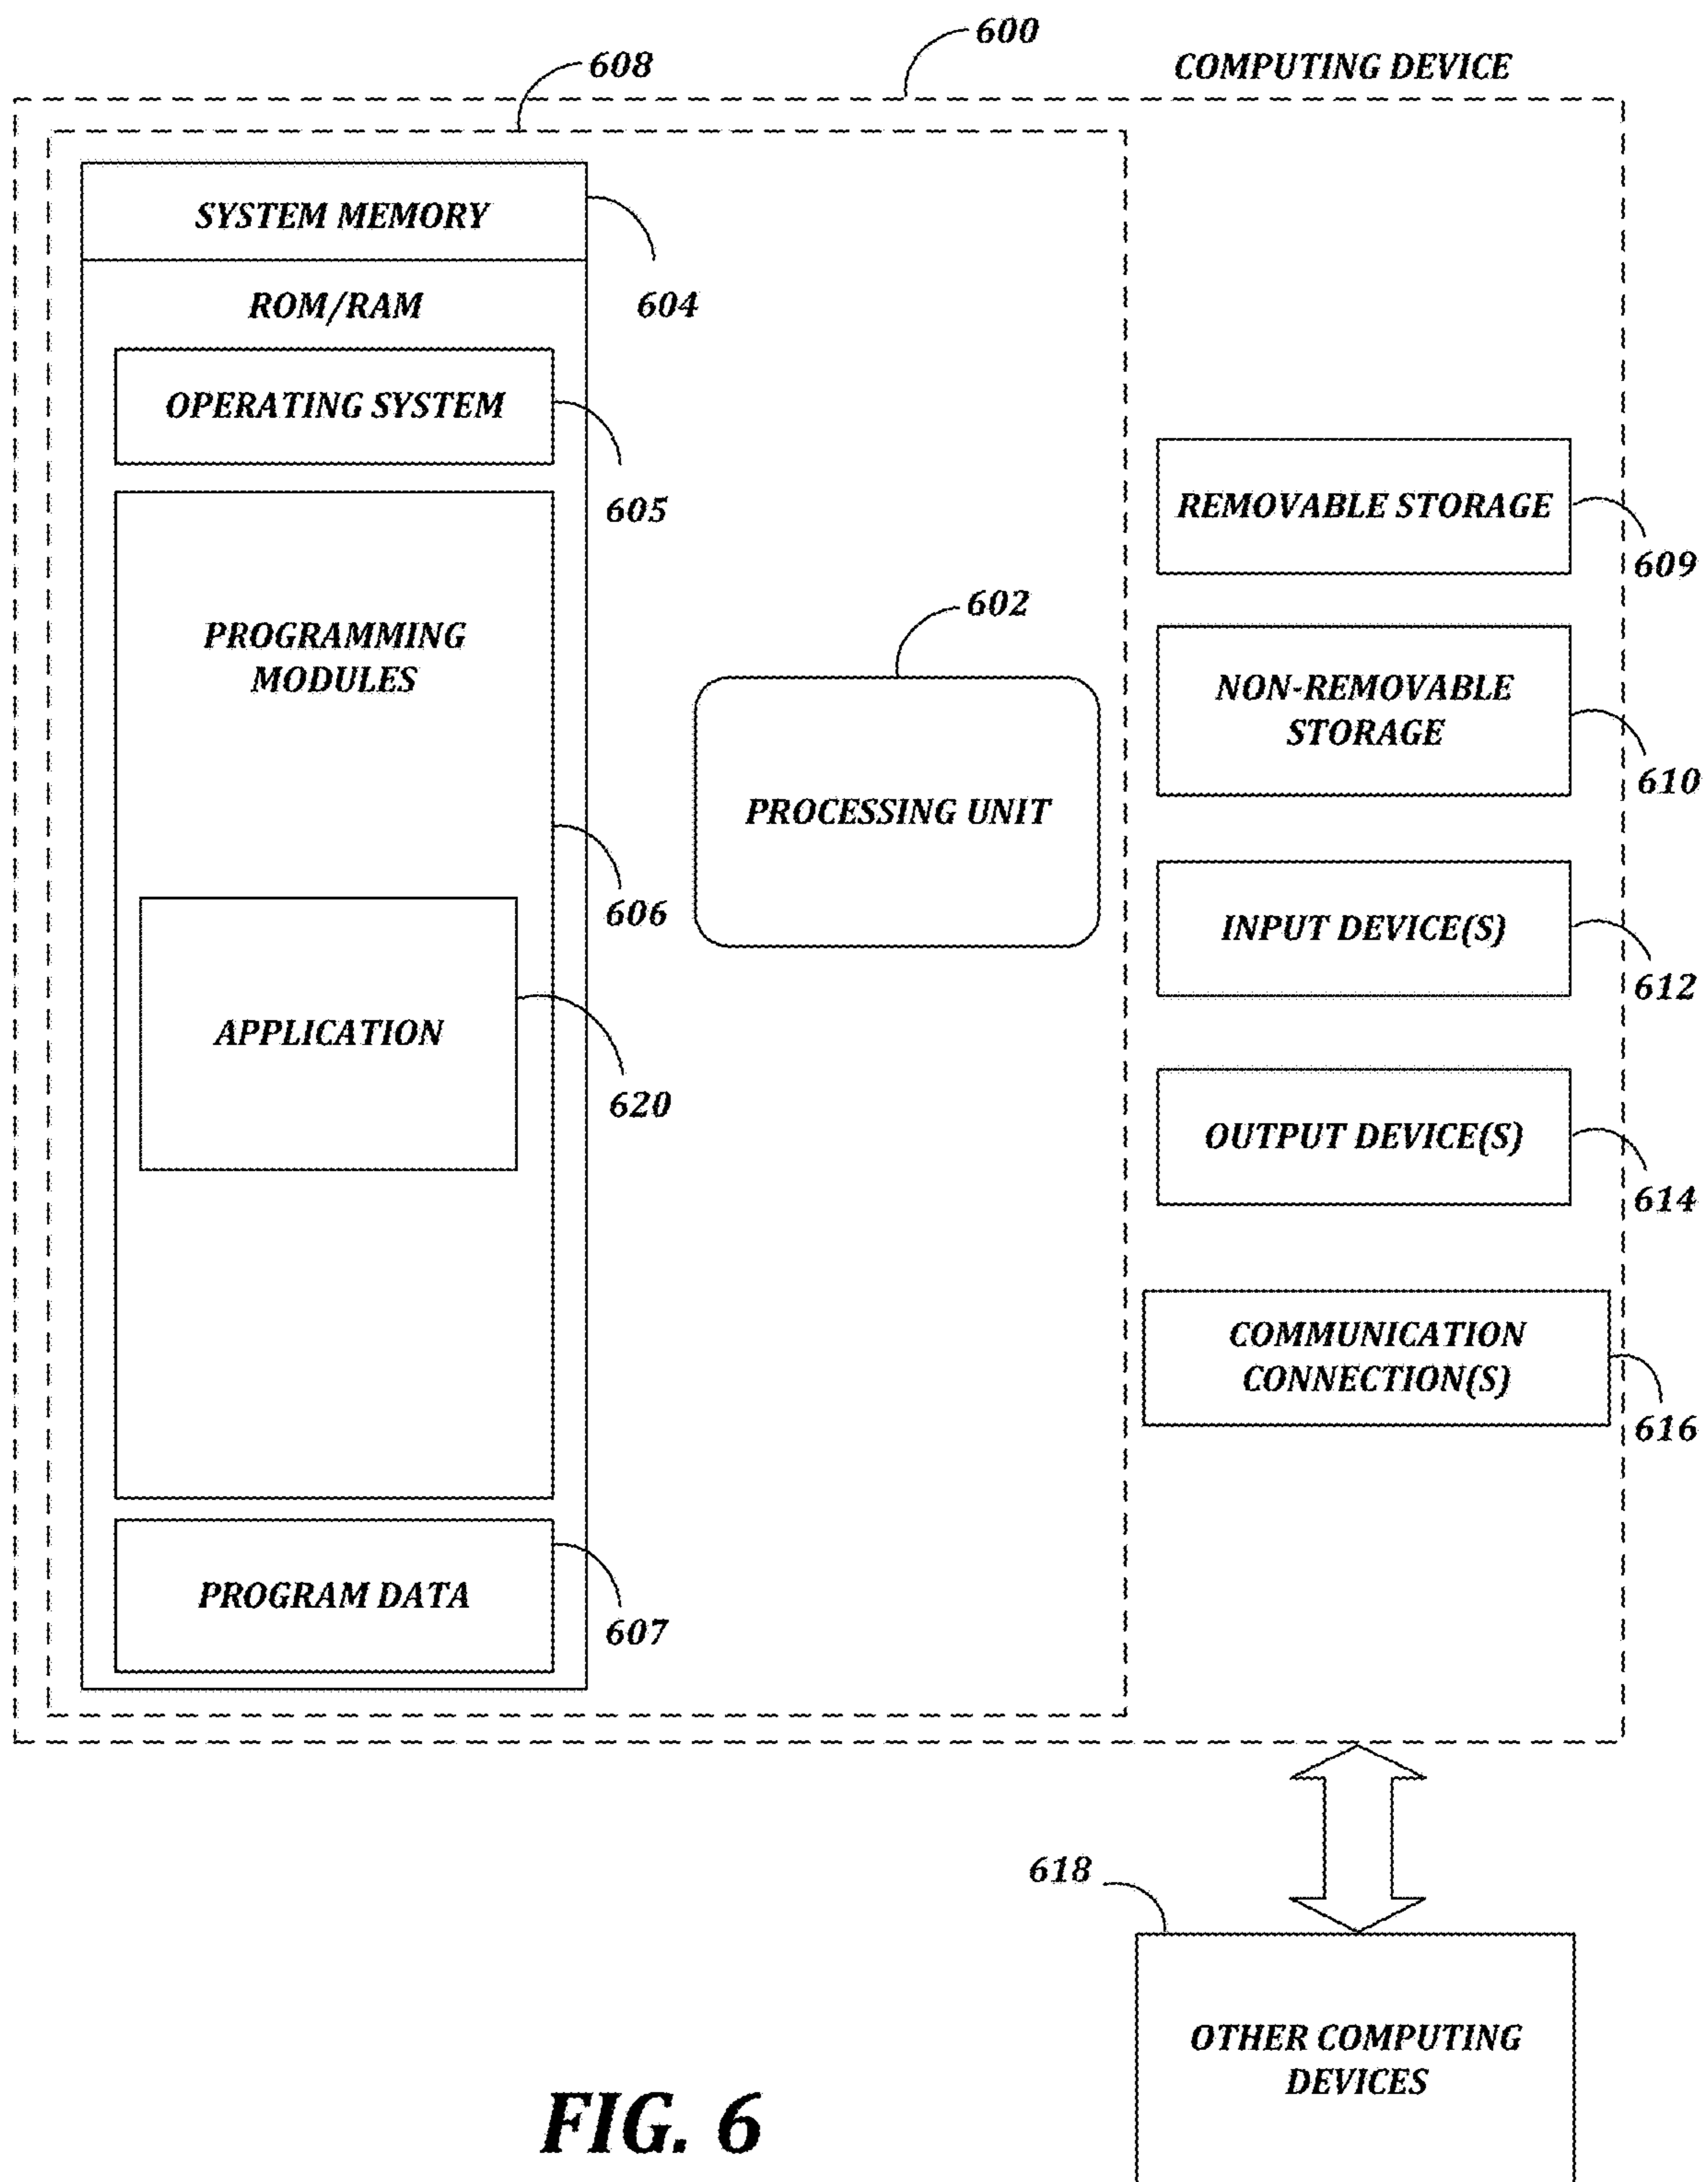 600
608
COMPUTING DEVICE
SYSTEM MEMORY
604
ROM/RAM
OPERATING SYSTEM
605
PROGRAMMING
MODULES
606
APPLICATION
620
PROGRAM DATA
607
602
PROCESSING UNIT
REMOVABLE STORAGE
609
NON-REMOVABLE
STORAGE
610
INPUT DEVICE(S)
612
OUTPUT DEVICE(S)
614
COMMUNICATION
CONNECTION(S)
616
618
OTHER COMPUTING
DEVICES
FIG. 6